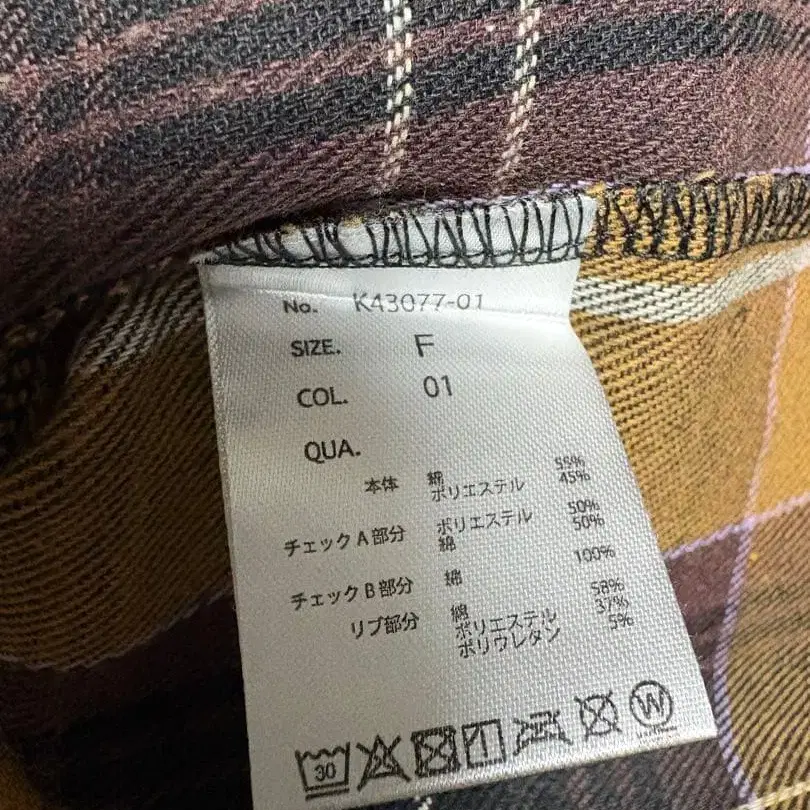 No. K43077-01
SIZE. F
COL. 01
QUA.
本体 綿 55%
ポリエステル 45%
チェックA部分 ポリエステル 50%
綿 50%
チェックB部分 綿 100%
リブ部分 綿 58%
ポリエステル 37%
ポリウレタン 5%
30 W